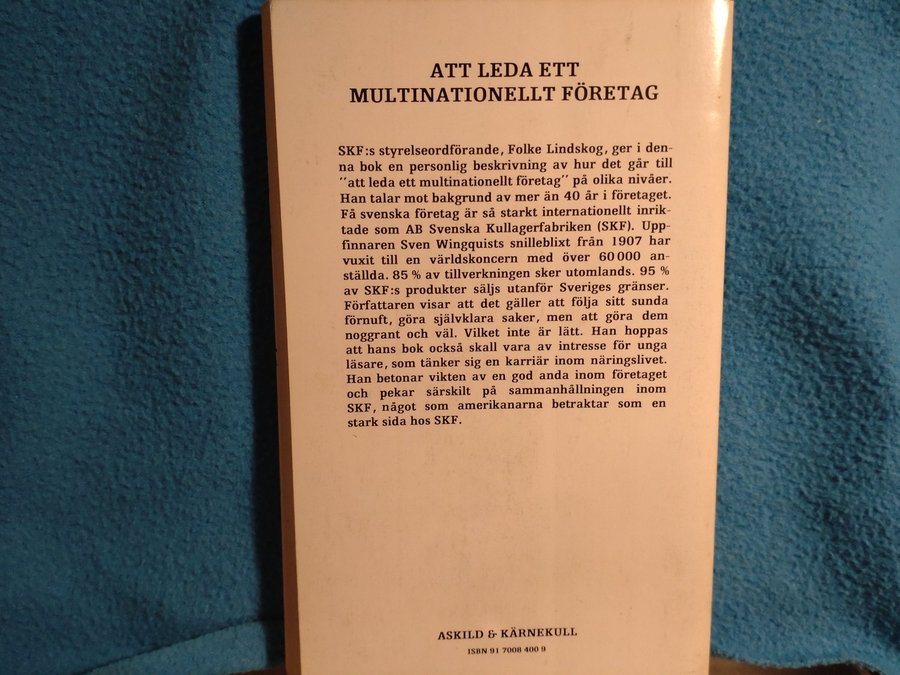 ATT LEDA ETT
MULTINATIONELLT FÖRETAG
SKF:s styrelseordförande, Folke Lindskog, ger i den-
na bok en personlig beskrivning av hur det går till
"att leda ett multinationellt företag" på olika nivåer.
Han talar mot bakgrund av mer än 40 år i företaget.
Få svenska företag är så starkt internationellt inrik-
tade som AB Svenska Kullagerfabriken (SKF). Upp-
finnaren Sven Wingquists snilleblixt från 1907 har
vuxit till en världskoncern med över 60 000 an-
ställda. 85 % av tillverkningen sker utomlands. 95 %
av SKF:s produkter säljs utanför Sveriges gränser.
Författaren visar att det gäller att följa sitt sunda
förnuft, göra självklara saker, men att göra dem
noggrant och väl. Vilket inte är lätt. Han hoppas
att hans bok också skall vara av intresse för unga
läsare, som tänker sig en karriär inom näringslivet.
Han betonar vikten av en god anda inom företaget
och pekar särskilt på sammanhållningen inom
SKF, något som amerikanarna betraktar som en
stark sida hos SKF.
ASKILD & KÄRNEKULL
ISBN 91 7008 400 9